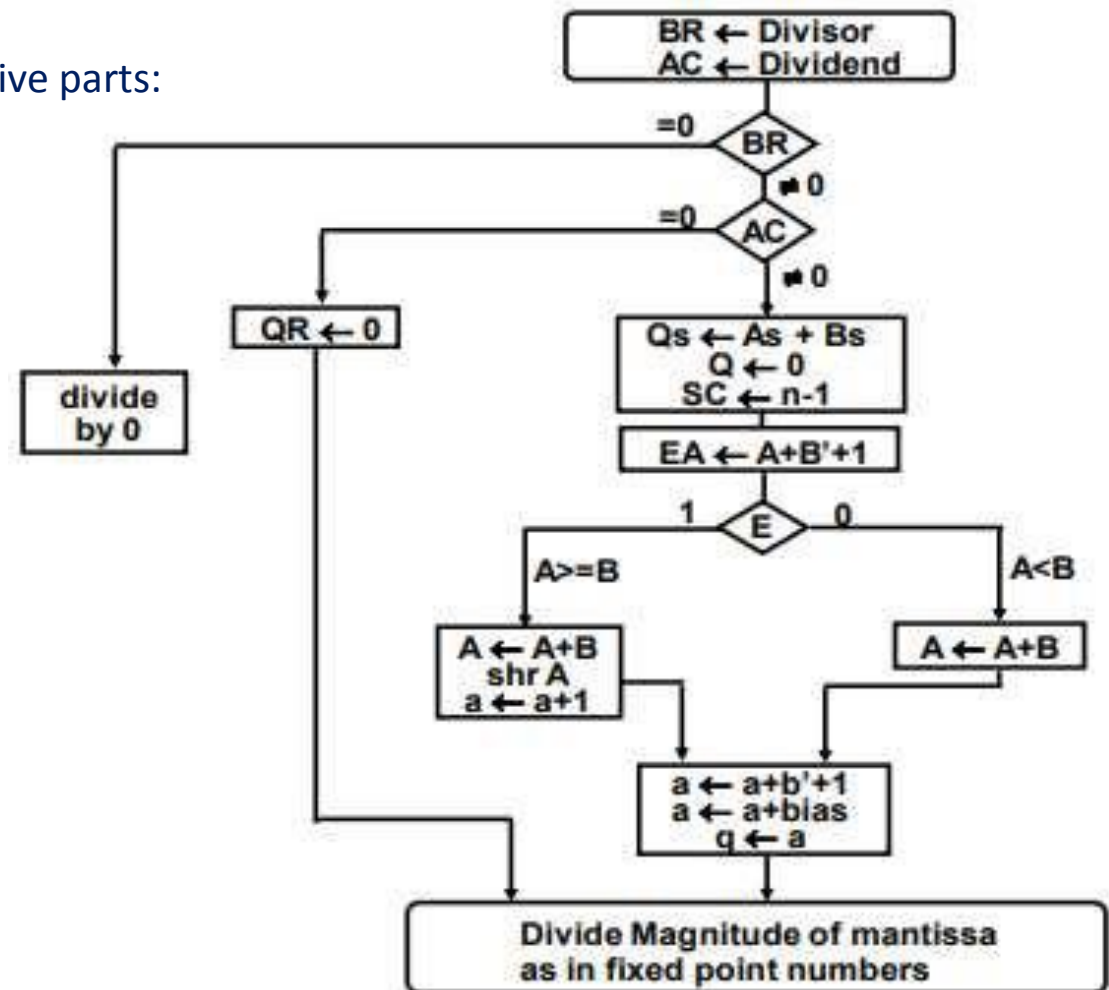 ive parts:
BR ← Divisor
AC ← Dividend
=0
BR
≠ 0
=0
AC
≠ 0
QR ← 0
Qs ← As + Bs
Q ← 0
SC ← n-1
divide
by 0
EA ← A+B'+1
1
E
0
A>=B
A<B
A ← A+B
shr A
a ← a+1
A ← A+B
a ← a+b'+1
a ← a+bias
q ← a
Divide Magnitude of mantissa
as in fixed point numbers